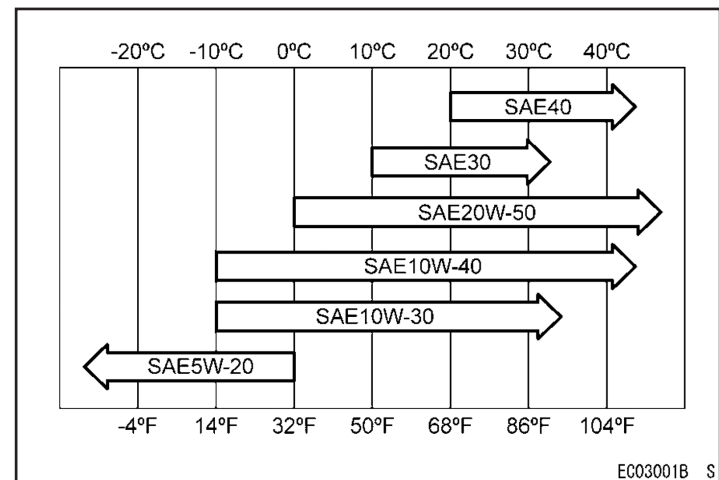 -20ºC -10ºC 0ºC 10ºC 20ºC 30ºC 40ºC
SAE40
SAE30
SAE20W-50
SAE10W-40
SAE10W-30
SAE5W-20
-4ºF 14ºF 32ºF 50ºF 68ºF 86ºF 104ºF
EC03001B S